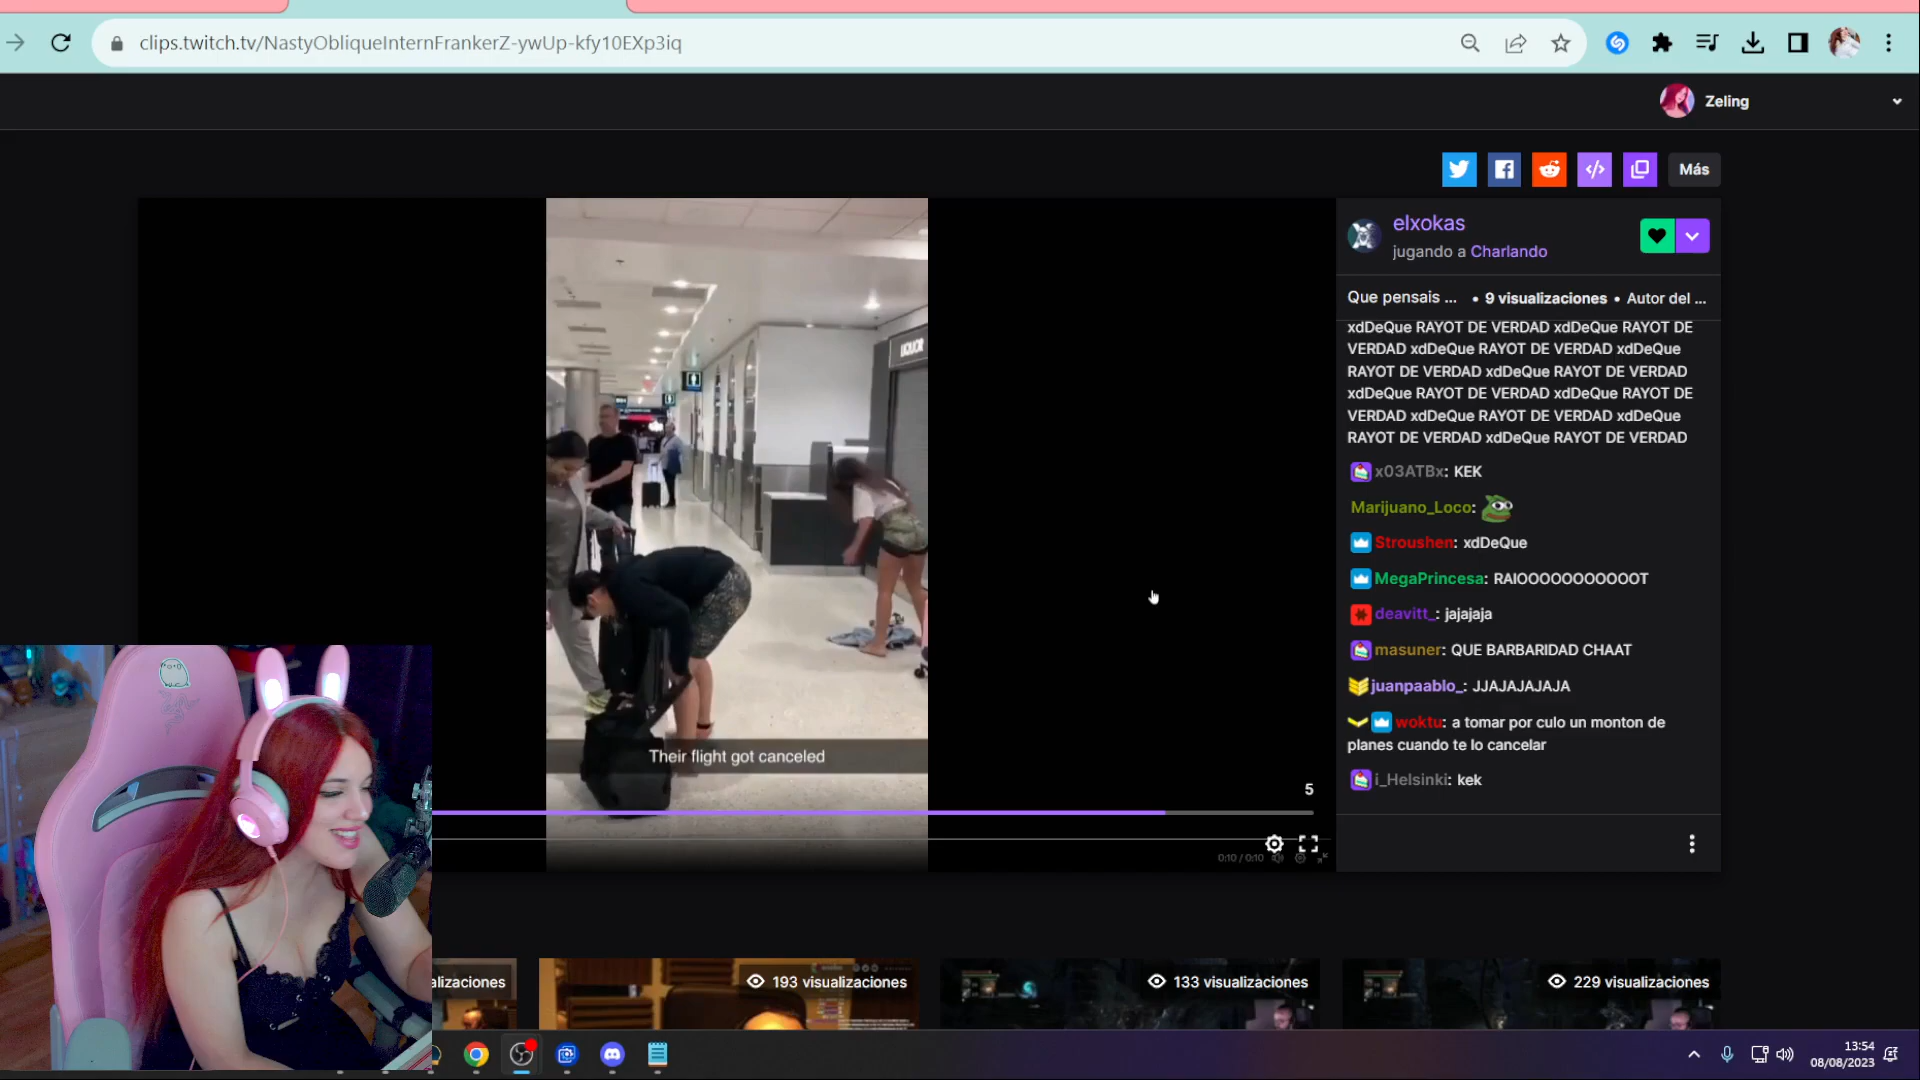 clips.twitch.tv/NastyObliqueInternFrankerZ-ywUp-kfy10EXp3iq
Zeling
Más
elxokas
jugando a Charlando
Que pensais ... • 9 visualizaciones • Autor del ...
xdDeQue RAYOT DE VERDAD xdDeQue RAYOT DE
VERDAD xdDeQue RAYOT DE VERDAD xdDeQue
RAYOT DE VERDAD xdDeQue RAYOT DE VERDAD
xdDeQue RAYOT DE VERDAD xdDeQue RAYOT DE
VERDAD xdDeQue RAYOT DE VERDAD xdDeQue
RAYOT DE VERDAD xdDeQue RAYOT DE VERDAD
x03ATBx: KEK
Marijuano_Loco:
Stroushen: xdDeQue
MegaPrincesa: RAIOOOOOOOOOOOT
deavitt_: jajajaja
masuner: QUE BARBARIDAD CHAAT
juanpaablo_: JJAJAJAJAJA
woktu: a tomar por culo un monton de
planes cuando te lo cancelar
i_Helsinki: kek
LIQUOR
Their flight got canceled
5
0:10 / 0:10
alizaciones
193 visualizaciones
133 visualizaciones
229 visualizaciones
13:54
08/08/2023